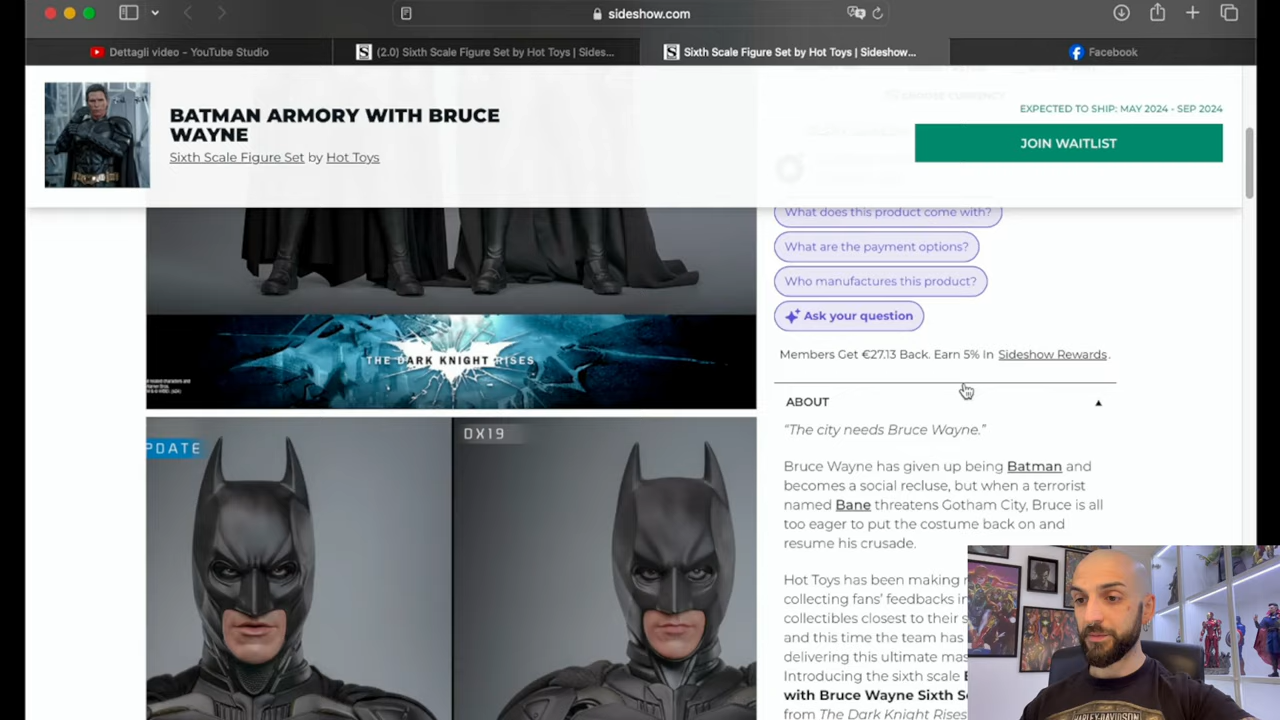 sideshow.com
Dettagli video - YouTube Studio
(2.0) Sixth Scale Figure Set by Hot Toys | Sides...
Sixth Scale Figure Set by Hot Toys | Sideshow...
Facebook
BATMAN ARMORY WITH BRUCE
WAYNE
Sixth Scale Figure Set by Hot Toys
EXPECTED TO SHIP: MAY 2024 - SEP 2024
JOIN WAITLIST
What does this product come with?
What are the payment options?
Who manufactures this product?
Ask your question
Members Get €27.13 Back. Earn 5% In Sideshow Rewards.
THE DARK KNIGHT RISES
ABOUT
“The city needs Bruce Wayne.”
Bruce Wayne has given up being Batman and
becomes a social recluse, but when a terrorist
named Bane threatens Gotham City, Bruce is all
too eager to put the costume back on and
resume his crusade.
Hot Toys has been making
collecting fans’ feedbacks in
collectibles closest to their s
and this time the team has
delivering this ultimate mas
Introducing the sixth scale
with Bruce Wayne Sixth Sc
from The Dark Knight Rises
PDATE
DX19
HARLEY-DAVIDSON